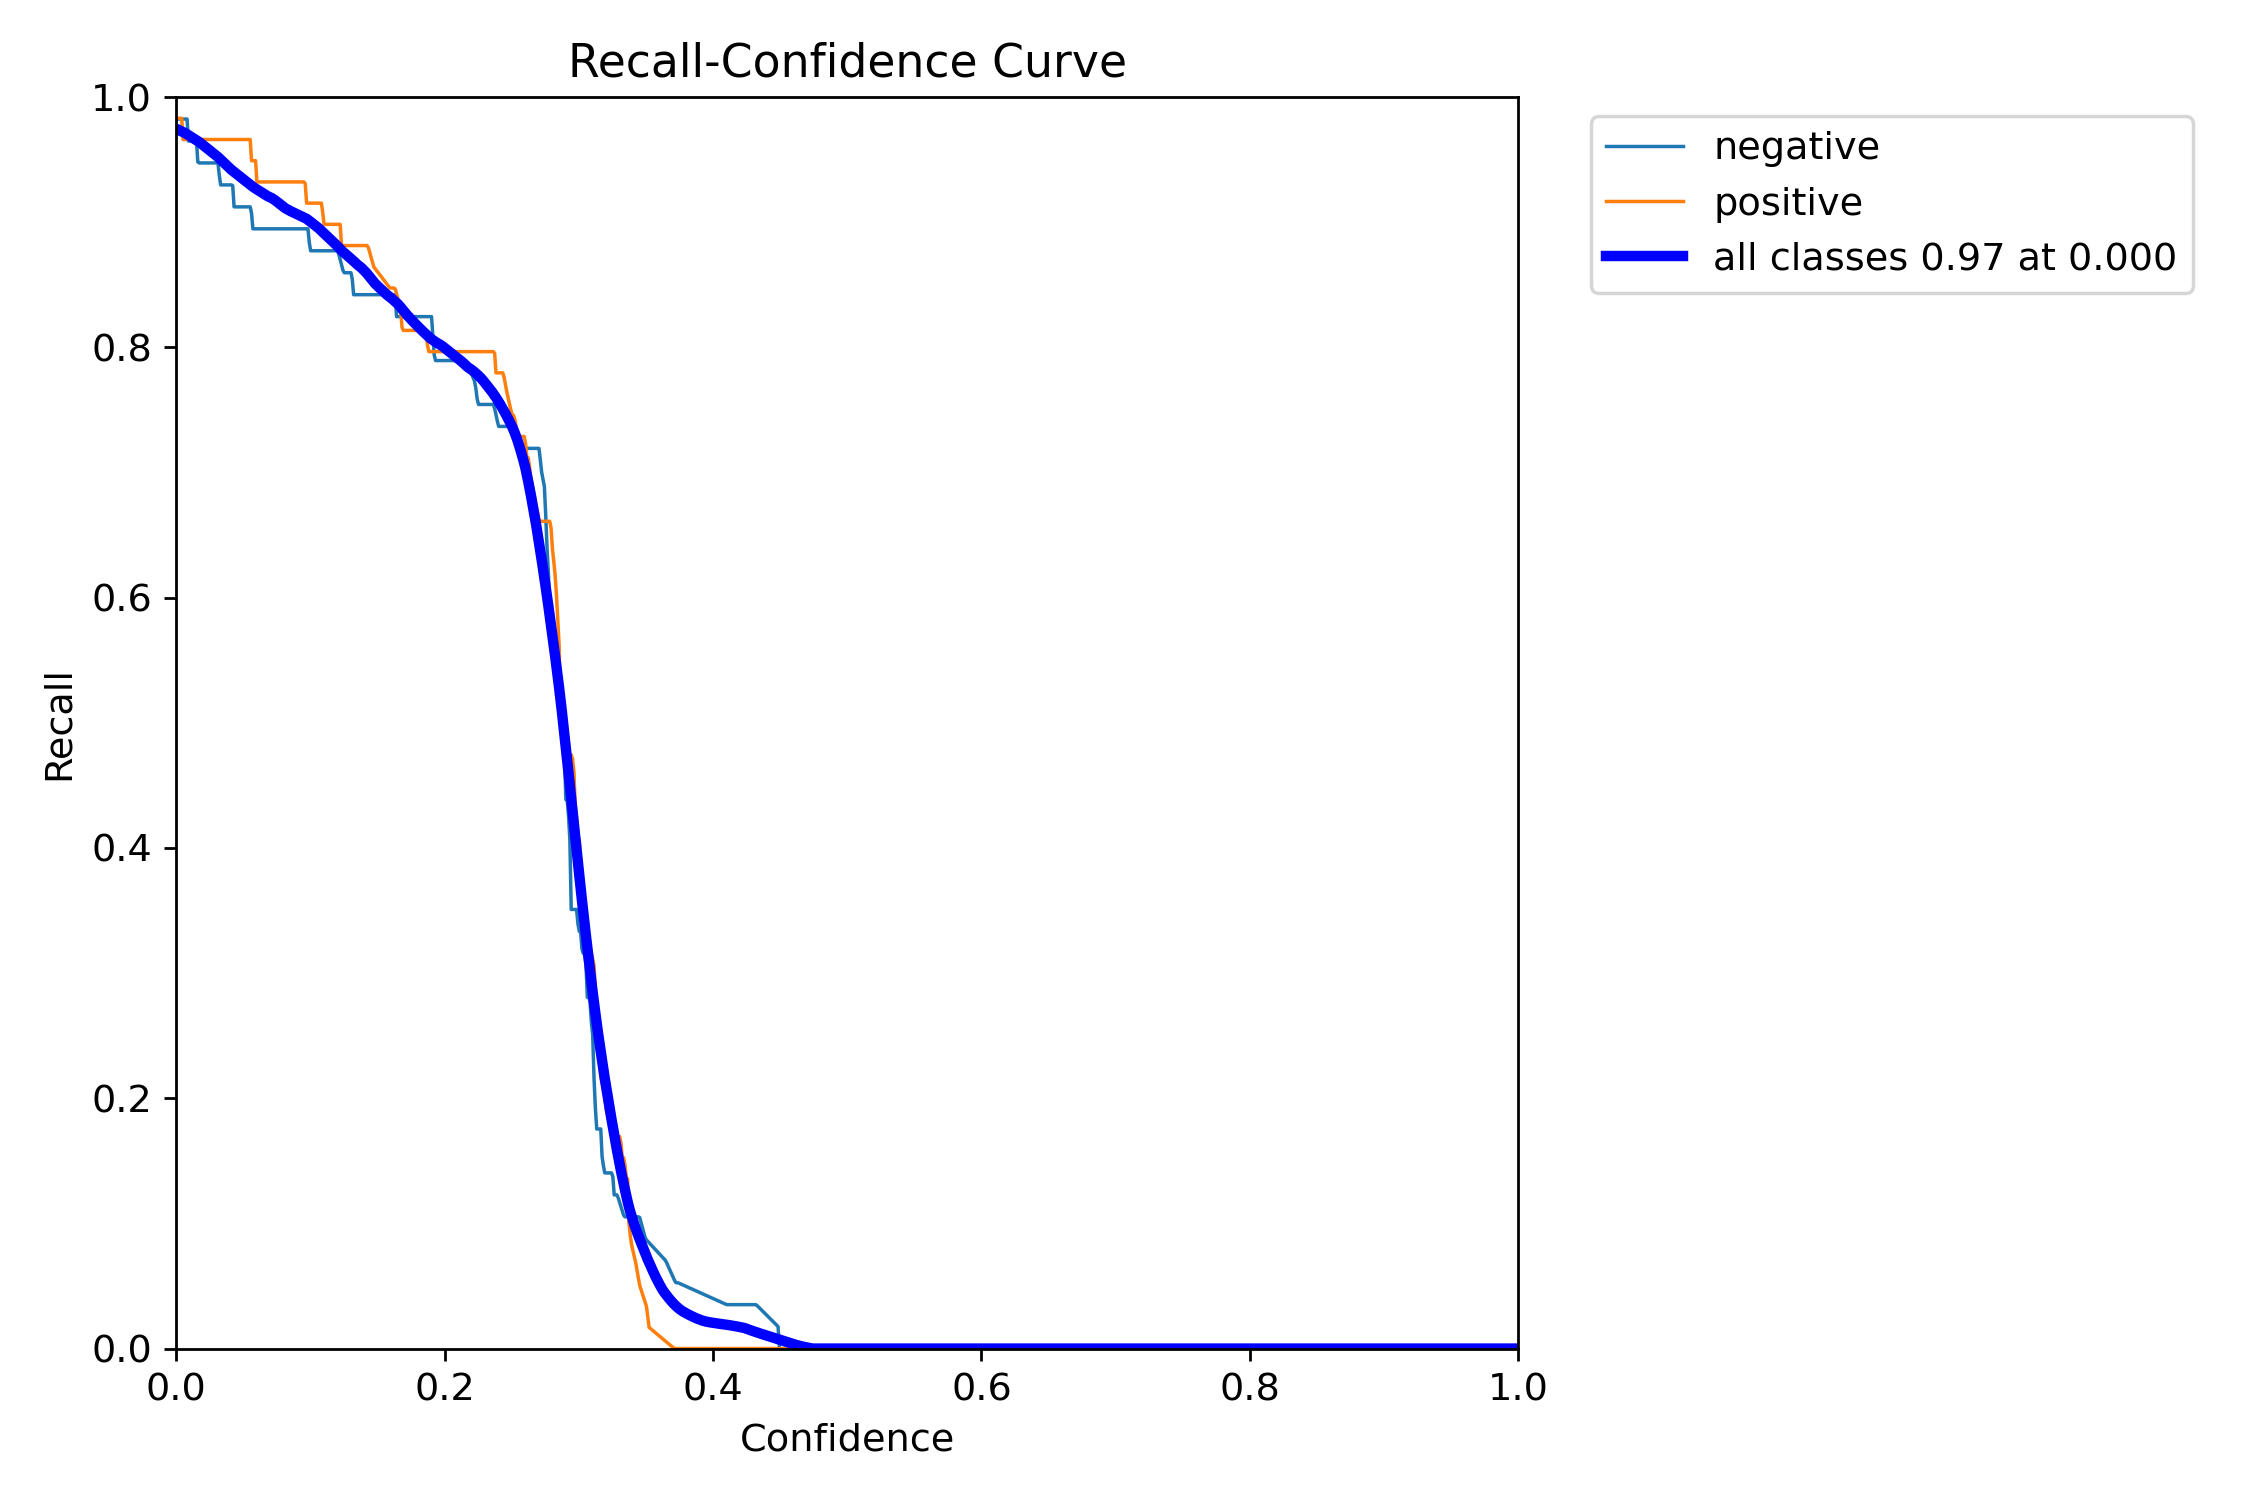 Recall-Confidence Curve
1.0
0.8
0.6
0.4
0.2
0.0
Recall
0.0 0.2 0.4 0.6 0.8 1.0
Confidence
negative
positive
all classes 0.97 at 0.000